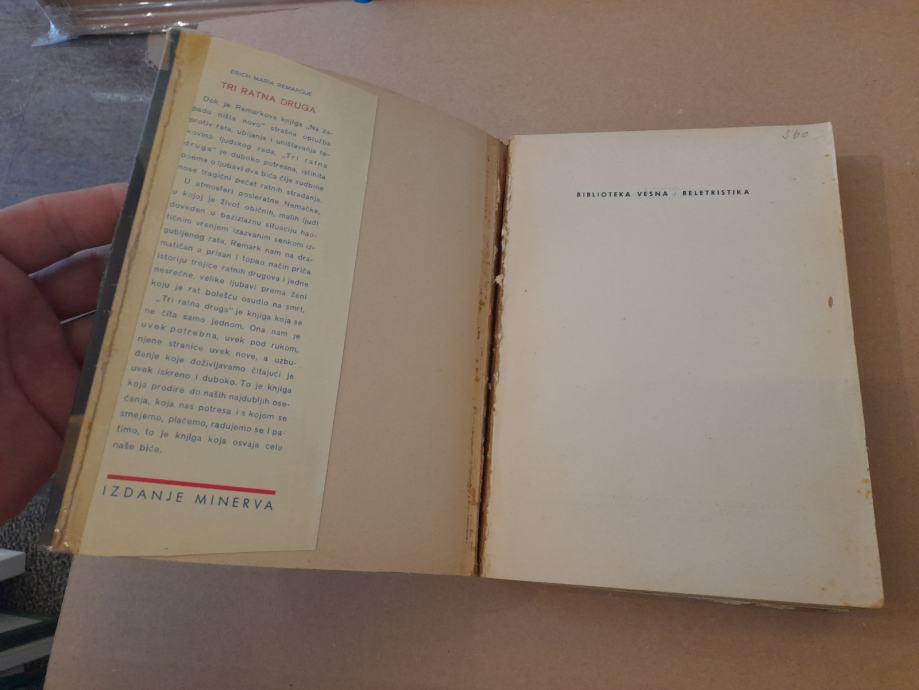 ERICH MARIA REMARQUE
TRI RATNA DRUGA
Dok je Remarkova knjiga „Na za-
padu ništa novo" strašna optužba
protiv rata, ubijanja i uništavanja te-
kovina ljudskog rada, „Tri ratna
druga" je duboko potresna, istinita
poema o ljubavi dva bića čije sudbine
nose tragični pečat ratnih stradanja.
U atmosferi posleratne Nemačke,
u kojoj je život običnih, malih ljudi
doveden u bezizlaznu situaciju hao-
tičnim vrenjem izazvanim senkom iz-
gubljenog rata, Remark nam na dra-
matičan a prisan i topao način priča
istoriju trojice ratnih drugova i jedne
nesrećne, velike ljubavi prema ženi
koju je rat bolešću osudio na smrt.
„Tri ratna druga" je knjiga koja se
ne čita samo jednom. Ona nam je
uvek potrebna, uvek pod rukom,
njene stranice uvek nove, a uzbu-
đenje koje doživljavamo čitajući je
uvek iskreno i duboko. To je knjiga
koja prodire do naših najdubljih ose-
ćanja, koja nas potresa i s kojom se
smejemo, plačemo, radujemo se i pa-
timo, to je knjiga koja osvaja celo
naše biće.
IZDANJE MINERVA
360
BIBLIOTEKA VESNA / BELETRISTIKA